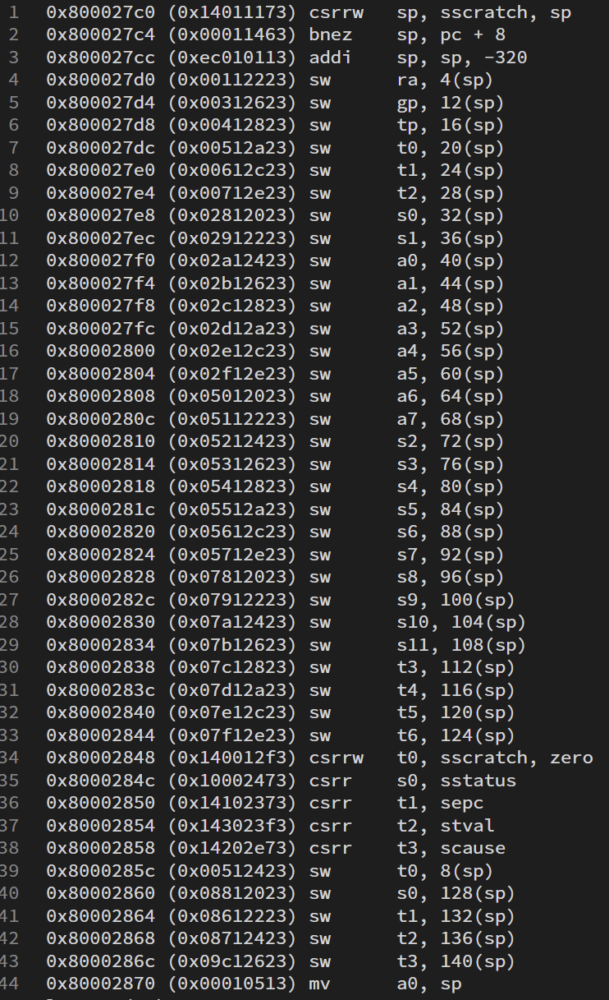 1 0x800027c0 (0x14011173) csrrw sp, sscratch, sp
2 0x800027c4 (0x00011463) bnez sp, pc + 8
3 0x800027cc (0xec010113) addi sp, sp, -320
4 0x800027d0 (0x00112223) sw ra, 4(sp)
5 0x800027d4 (0x00312623) sw gp, 12(sp)
6 0x800027d8 (0x00412823) sw tp, 16(sp)
7 0x800027dc (0x00512a23) sw t0, 20(sp)
8 0x800027e0 (0x00612c23) sw t1, 24(sp)
9 0x800027e4 (0x00712e23) sw t2, 28(sp)
10 0x800027e8 (0x02812023) sw s0, 32(sp)
11 0x800027ec (0x02912223) sw s1, 36(sp)
12 0x800027f0 (0x02a12423) sw a0, 40(sp)
13 0x800027f4 (0x02b12623) sw a1, 44(sp)
14 0x800027f8 (0x02c12823) sw a2, 48(sp)
15 0x800027fc (0x02d12a23) sw a3, 52(sp)
16 0x80002800 (0x02e12c23) sw a4, 56(sp)
17 0x80002804 (0x02f12e23) sw a5, 60(sp)
18 0x80002808 (0x05012023) sw a6, 64(sp)
19 0x8000280c (0x05112223) sw a7, 68(sp)
20 0x80002810 (0x05212423) sw s2, 72(sp)
21 0x80002814 (0x05312623) sw s3, 76(sp)
22 0x80002818 (0x05412823) sw s4, 80(sp)
23 0x8000281c (0x05512a23) sw s5, 84(sp)
24 0x80002820 (0x05612c23) sw s6, 88(sp)
25 0x80002824 (0x05712e23) sw s7, 92(sp)
26 0x80002828 (0x07812023) sw s8, 96(sp)
27 0x8000282c (0x07912223) sw s9, 100(sp)
28 0x80002830 (0x07a12423) sw s10, 104(sp)
29 0x80002834 (0x07b12623) sw s11, 108(sp)
30 0x80002838 (0x07c12823) sw t3, 112(sp)
31 0x8000283c (0x07d12a23) sw t4, 116(sp)
32 0x80002840 (0x07e12c23) sw t5, 120(sp)
33 0x80002844 (0x07f12e23) sw t6, 124(sp)
34 0x80002848 (0x140012f3) csrrw t0, sscratch, zero
35 0x8000284c (0x10002473) csrr s0, sstatus
36 0x80002850 (0x14102373) csrr t1, sepc
37 0x80002854 (0x143023f3) csrr t2, stval
38 0x80002858 (0x14202e73) csrr t3, scause
39 0x8000285c (0x00512423) sw t0, 8(sp)
40 0x80002860 (0x08812023) sw s0, 128(sp)
41 0x80002864 (0x08612223) sw t1, 132(sp)
42 0x80002868 (0x08712423) sw t2, 136(sp)
43 0x8000286c (0x09c12623) sw t3, 140(sp)
44 0x80002870 (0x00010513) mv a0, sp